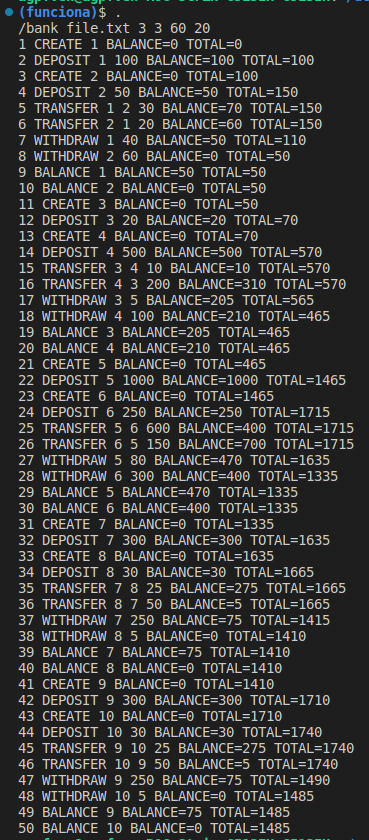 (funciona)$ .
/bank file.txt 3 3 60 20
1 CREATE 1 BALANCE=0 TOTAL=0
2 DEPOSIT 1 100 BALANCE=100 TOTAL=100
3 CREATE 2 BALANCE=0 TOTAL=100
4 DEPOSIT 2 50 BALANCE=50 TOTAL=150
5 TRANSFER 1 2 30 BALANCE=70 TOTAL=150
6 TRANSFER 2 1 20 BALANCE=60 TOTAL=150
7 WITHDRAW 1 40 BALANCE=50 TOTAL=110
8 WITHDRAW 2 60 BALANCE=0 TOTAL=50
9 BALANCE 1 BALANCE=50 TOTAL=50
10 BALANCE 2 BALANCE=0 TOTAL=50
11 CREATE 3 BALANCE=0 TOTAL=50
12 DEPOSIT 3 20 BALANCE=20 TOTAL=70
13 CREATE 4 BALANCE=0 TOTAL=70
14 DEPOSIT 4 500 BALANCE=500 TOTAL=570
15 TRANSFER 3 4 10 BALANCE=10 TOTAL=570
16 TRANSFER 4 3 200 BALANCE=310 TOTAL=570
17 WITHDRAW 3 5 BALANCE=205 TOTAL=565
18 WITHDRAW 4 100 BALANCE=210 TOTAL=465
19 BALANCE 3 BALANCE=205 TOTAL=465
20 BALANCE 4 BALANCE=210 TOTAL=465
21 CREATE 5 BALANCE=0 TOTAL=465
22 DEPOSIT 5 1000 BALANCE=1000 TOTAL=1465
23 CREATE 6 BALANCE=0 TOTAL=1465
24 DEPOSIT 6 250 BALANCE=250 TOTAL=1715
25 TRANSFER 5 6 600 BALANCE=400 TOTAL=1715
26 TRANSFER 6 5 150 BALANCE=700 TOTAL=1715
27 WITHDRAW 5 80 BALANCE=470 TOTAL=1635
28 WITHDRAW 6 300 BALANCE=400 TOTAL=1335
29 BALANCE 5 BALANCE=470 TOTAL=1335
30 BALANCE 6 BALANCE=400 TOTAL=1335
31 CREATE 7 BALANCE=0 TOTAL=1335
32 DEPOSIT 7 300 BALANCE=300 TOTAL=1635
33 CREATE 8 BALANCE=0 TOTAL=1635
34 DEPOSIT 8 30 BALANCE=30 TOTAL=1665
35 TRANSFER 7 8 25 BALANCE=275 TOTAL=1665
36 TRANSFER 8 7 50 BALANCE=5 TOTAL=1665
37 WITHDRAW 7 250 BALANCE=75 TOTAL=1415
38 WITHDRAW 8 5 BALANCE=0 TOTAL=1410
39 BALANCE 7 BALANCE=75 TOTAL=1410
40 BALANCE 8 BALANCE=0 TOTAL=1410
41 CREATE 9 BALANCE=0 TOTAL=1410
42 DEPOSIT 9 300 BALANCE=300 TOTAL=1710
43 CREATE 10 BALANCE=0 TOTAL=1710
44 DEPOSIT 10 30 BALANCE=30 TOTAL=1740
45 TRANSFER 9 10 25 BALANCE=275 TOTAL=1740
46 TRANSFER 10 9 50 BALANCE=5 TOTAL=1740
47 WITHDRAW 9 250 BALANCE=75 TOTAL=1490
48 WITHDRAW 10 5 BALANCE=0 TOTAL=1485
49 BALANCE 9 BALANCE=75 TOTAL=1485
50 BALANCE 10 BALANCE=0 TOTAL=1485